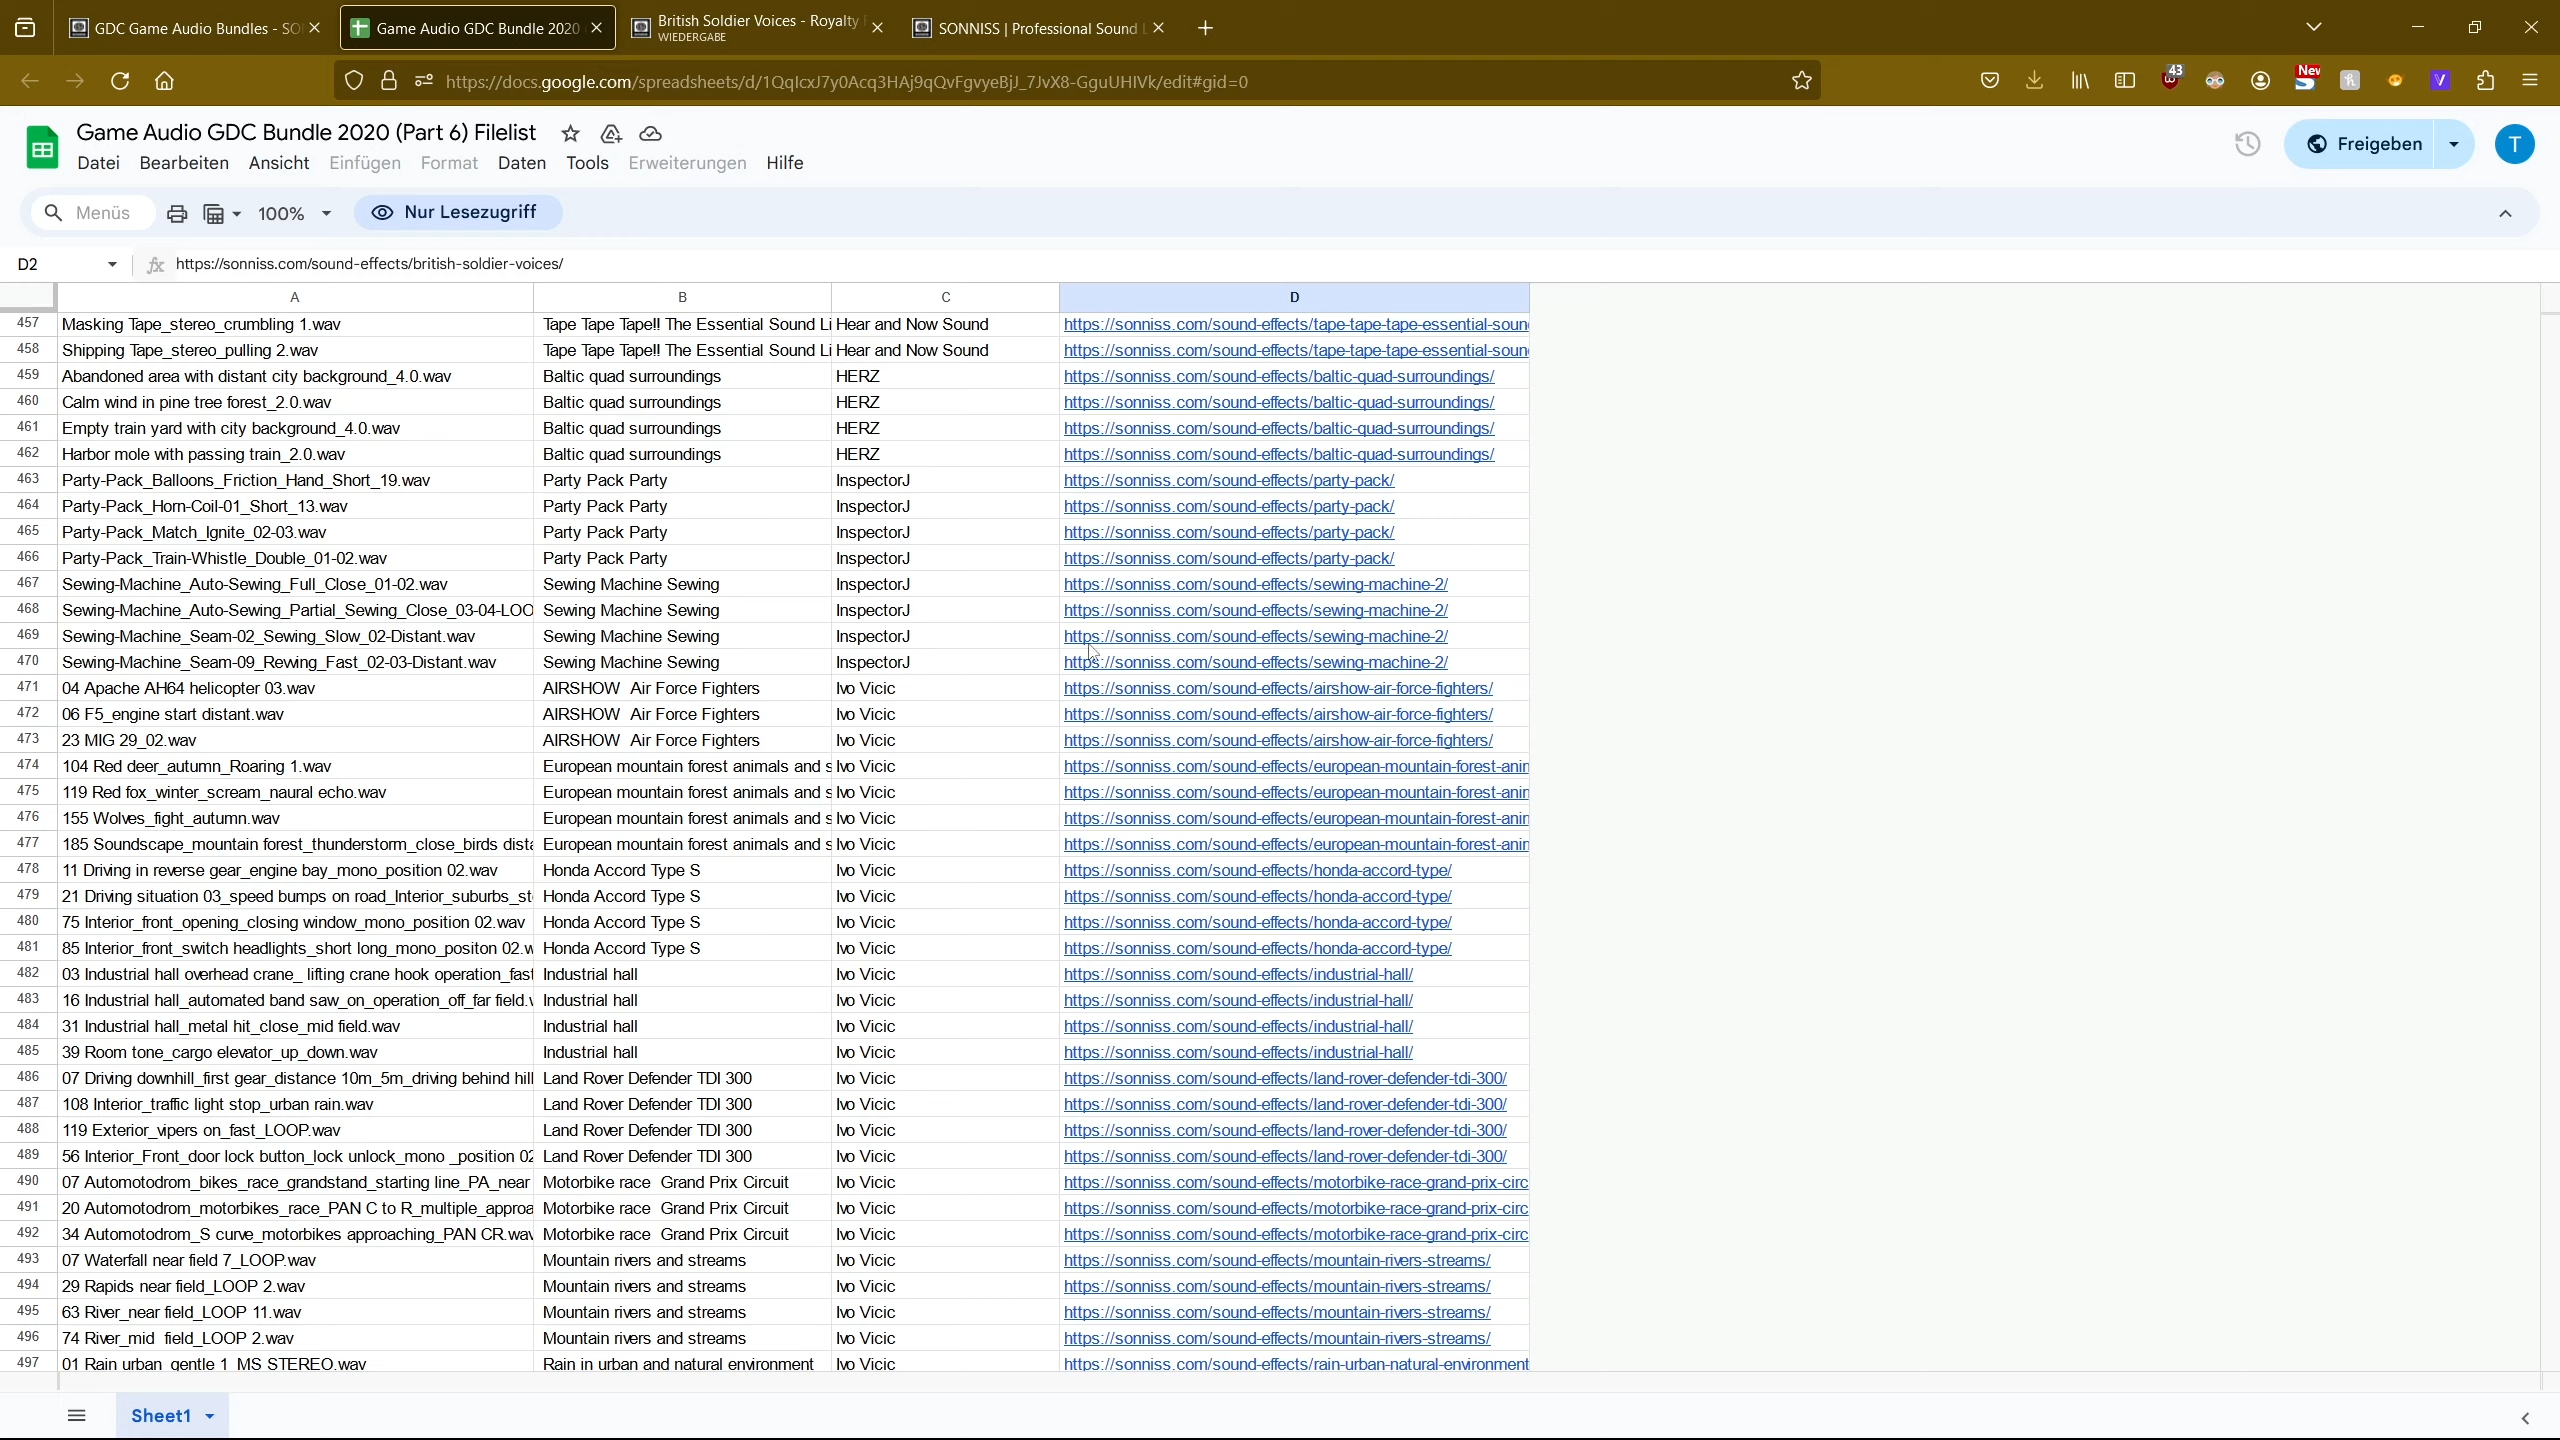 GDC Game Audio Bundles - SO
Game Audio GDC Bundle 2020
British Soldier Voices - Royalty
WIEDERGABE
SONNISS | Professional Sound
https://docs.google.com/spreadsheets/d/1QqlcxJ7y0Acq3HAj9qQvFgvyeBjJ_7JvX8-GguUHlVk/edit#gid=0
43
New
Game Audio GDC Bundle 2020 (Part 6) Filelist
Datei Bearbeiten Ansicht Einfügen Format Daten Tools Erweiterungen Hilfe
Freigeben
T
Menüs
100%
Nur Lesezugriff
D2
fx https://sonniss.com/sound-effects/british-soldier-voices/
A B C D
457 Masking Tape_stereo_crumbling 1.wav Tape Tape Tape!! The Essential Sound Li Hear and Now Sound https://sonniss.com/sound-effects/tape-tape-tape-essential-soun
458 Shipping Tape_stereo_pulling 2.wav Tape Tape Tape!! The Essential Sound Li Hear and Now Sound https://sonniss.com/sound-effects/tape-tape-tape-essential-soun
459 Abandoned area with distant city background_4.0.wav Baltic quad surroundings HERZ https://sonniss.com/sound-effects/baltic-quad-surroundings/
460 Calm wind in pine tree forest_2.0.wav Baltic quad surroundings HERZ https://sonniss.com/sound-effects/baltic-quad-surroundings/
461 Empty train yard with city background_4.0.wav Baltic quad surroundings HERZ https://sonniss.com/sound-effects/baltic-quad-surroundings/
462 Harbor mole with passing train_2.0.wav Baltic quad surroundings HERZ https://sonniss.com/sound-effects/baltic-quad-surroundings/
463 Party-Pack_Balloons_Friction_Hand_Short_19.wav Party Pack Party InspectorJ https://sonniss.com/sound-effects/party-pack/
464 Party-Pack_Horn-Coil-01_Short_13.wav Party Pack Party InspectorJ https://sonniss.com/sound-effects/party-pack/
465 Party-Pack_Match_Ignite_02-03.wav Party Pack Party InspectorJ https://sonniss.com/sound-effects/party-pack/
466 Party-Pack_Train-Whistle_Double_01-02.wav Party Pack Party InspectorJ https://sonniss.com/sound-effects/party-pack/
467 Sewing-Machine_Auto-Sewing_Full_Close_01-02.wav Sewing Machine Sewing InspectorJ https://sonniss.com/sound-effects/sewing-machine-2/
468 Sewing-Machine_Auto-Sewing_Partial_Sewing_Close_03-04-LOO Sewing Machine Sewing InspectorJ https://sonniss.com/sound-effects/sewing-machine-2/
469 Sewing-Machine_Seam-02_Sewing_Slow_02-Distant.wav Sewing Machine Sewing InspectorJ https://sonniss.com/sound-effects/sewing-machine-2/
470 Sewing-Machine_Seam-09_Rewing_Fast_02-03-Distant.wav Sewing Machine Sewing InspectorJ https://sonniss.com/sound-effects/sewing-machine-2/
471 04 Apache AH64 helicopter 03.wav AIRSHOW Air Force Fighters Ivo Vicic https://sonniss.com/sound-effects/airshow-air-force-fighters/
472 06 F5_engine start distant.wav AIRSHOW Air Force Fighters Ivo Vicic https://sonniss.com/sound-effects/airshow-air-force-fighters/
473 23 MIG 29_02.wav AIRSHOW Air Force Fighters Ivo Vicic https://sonniss.com/sound-effects/airshow-air-force-fighters/
474 104 Red deer_autumn_Roaring 1.wav European mountain forest animals and s Ivo Vicic https://sonniss.com/sound-effects/european-mountain-forest-anin
475 119 Red fox_winter_scream_naural echo.wav European mountain forest animals and s Ivo Vicic https://sonniss.com/sound-effects/european-mountain-forest-anin
476 155 Wolves_fight_autumn.wav European mountain forest animals and s Ivo Vicic https://sonniss.com/sound-effects/european-mountain-forest-anin
477 185 Soundscape_mountain forest_thunderstorm_close_birds dista European mountain forest animals and s Ivo Vicic https://sonniss.com/sound-effects/european-mountain-forest-anin
478 11 Driving in reverse gear_engine bay_mono_position 02.wav Honda Accord Type S Ivo Vicic https://sonniss.com/sound-effects/honda-accord-type/
479 21 Driving situation 03_speed bumps on road_Interior_suburbs_st Honda Accord Type S Ivo Vicic https://sonniss.com/sound-effects/honda-accord-type/
480 75 Interior_front_opening_closing window_mono_position 02.wav Honda Accord Type S Ivo Vicic https://sonniss.com/sound-effects/honda-accord-type/
481 85 Interior_front_switch headlights_short long_mono_positon 02.w Honda Accord Type S Ivo Vicic https://sonniss.com/sound-effects/honda-accord-type/
482 03 Industrial hall overhead crane_ lifting crane hook operation_fast Industrial hall Ivo Vicic https://sonniss.com/sound-effects/industrial-hall/
483 16 Industrial hall_automated band saw_on_operation_off_far field.v Industrial hall Ivo Vicic https://sonniss.com/sound-effects/industrial-hall/
484 31 Industrial hall_metal hit_close_mid field.wav Industrial hall Ivo Vicic https://sonniss.com/sound-effects/industrial-hall/
485 39 Room tone_cargo elevator_up_down.wav Industrial hall Ivo Vicic https://sonniss.com/sound-effects/industrial-hall/
486 07 Driving downhill_first gear_distance 10m_5m_driving behind hill Land Rover Defender TDI 300 Ivo Vicic https://sonniss.com/sound-effects/land-rover-defender-tdi-300/
487 108 Interior_traffic light stop_urban rain.wav Land Rover Defender TDI 300 Ivo Vicic https://sonniss.com/sound-effects/land-rover-defender-tdi-300/
488 119 Exterior_vipers on_fast_LOOP.wav Land Rover Defender TDI 300 Ivo Vicic https://sonniss.com/sound-effects/land-rover-defender-tdi-300/
489 56 Interior_Front_door lock button_lock unlock_mono _position 02 Land Rover Defender TDI 300 Ivo Vicic https://sonniss.com/sound-effects/land-rover-defender-tdi-300/
490 07 Automotodrom_bikes_race_grandstand_starting line_PA_near Motorbike race Grand Prix Circuit Ivo Vicic https://sonniss.com/sound-effects/motorbike-race-grand-prix-circ
491 20 Automotodrom_motorbikes_race_PAN C to R_multiple_approa Motorbike race Grand Prix Circuit Ivo Vicic https://sonniss.com/sound-effects/motorbike-race-grand-prix-circ
492 34 Automotodrom_S curve_motorbikes approaching_PAN CR.wav Motorbike race Grand Prix Circuit Ivo Vicic https://sonniss.com/sound-effects/motorbike-race-grand-prix-circ
493 07 Waterfall near field 7_LOOP.wav Mountain rivers and streams Ivo Vicic https://sonniss.com/sound-effects/mountain-rivers-streams/
494 29 Rapids near field_LOOP 2.wav Mountain rivers and streams Ivo Vicic https://sonniss.com/sound-effects/mountain-rivers-streams/
495 63 River_near field_LOOP 11.wav Mountain rivers and streams Ivo Vicic https://sonniss.com/sound-effects/mountain-rivers-streams/
496 74 River_mid field_LOOP 2.wav Mountain rivers and streams Ivo Vicic https://sonniss.com/sound-effects/mountain-rivers-streams/
497 01 Rain urban gentle 1 MS STEREO.wav Rain in urban and natural environment Ivo Vicic https://sonniss.com/sound-effects/rain-urban-natural-environment
Sheet1